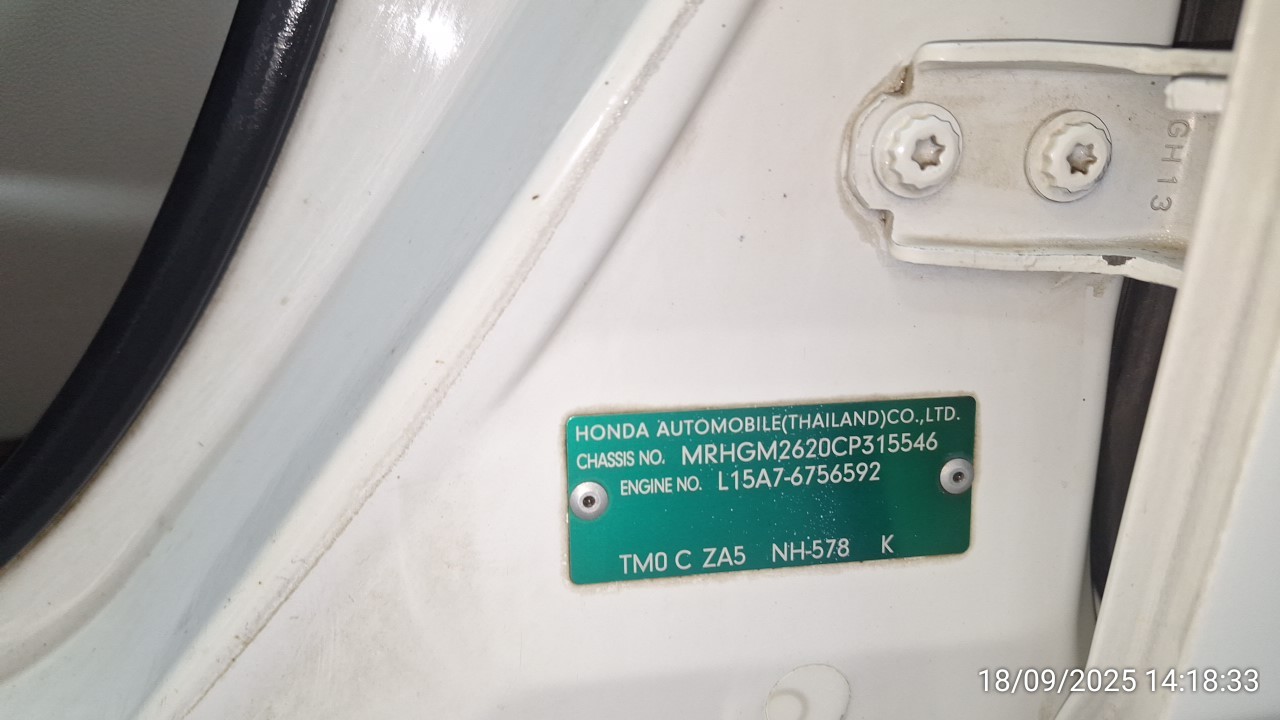 GH13
HONDA AUTOMOBILE(THAILAND)CO.,LTD.
CHASSIS NO. MRHGM2620CP315546
ENGINE NO. L15A7-6756592
TM0 C ZA5 NH-578 K
18/09/2025 14:18:33